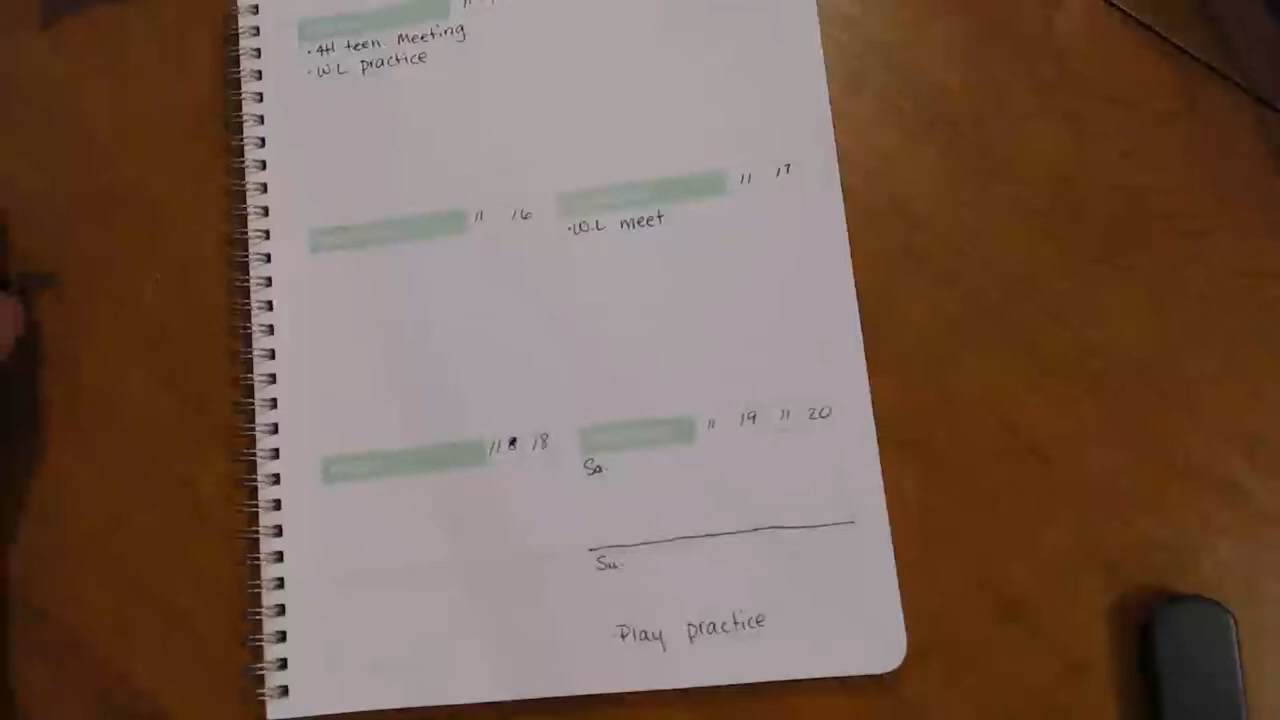 • 4H teen Meeting
• W.L practice
11 16
11 17
• W.L meet
11 18
11 19 11 20
Sa.
Su.
• Play practice